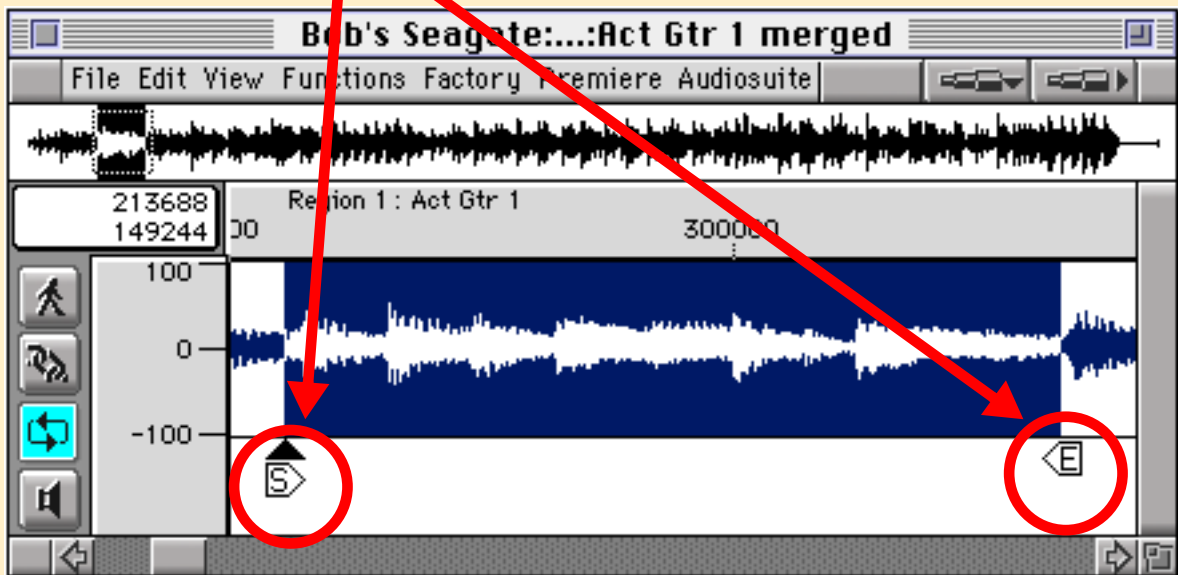 Bob's Seagate:...:Act Gtr 1 merged
File Edit View Functions Factory Premiere Audiosuite
213688
149244
Region 1 : Act Gtr 1
00 300000
100
0
-100
S
E